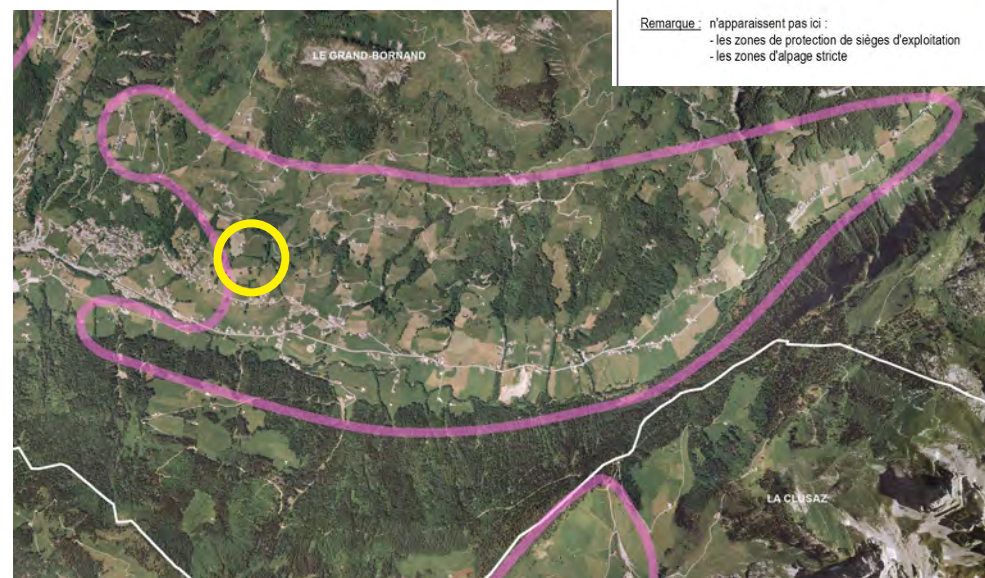 Remarque : n'apparaissent pas ici :
- les zones de protection de sièges d'exploitation
- les zones d'alpage stricte
LE GRAND-BORNAND
LA CLUSAZ